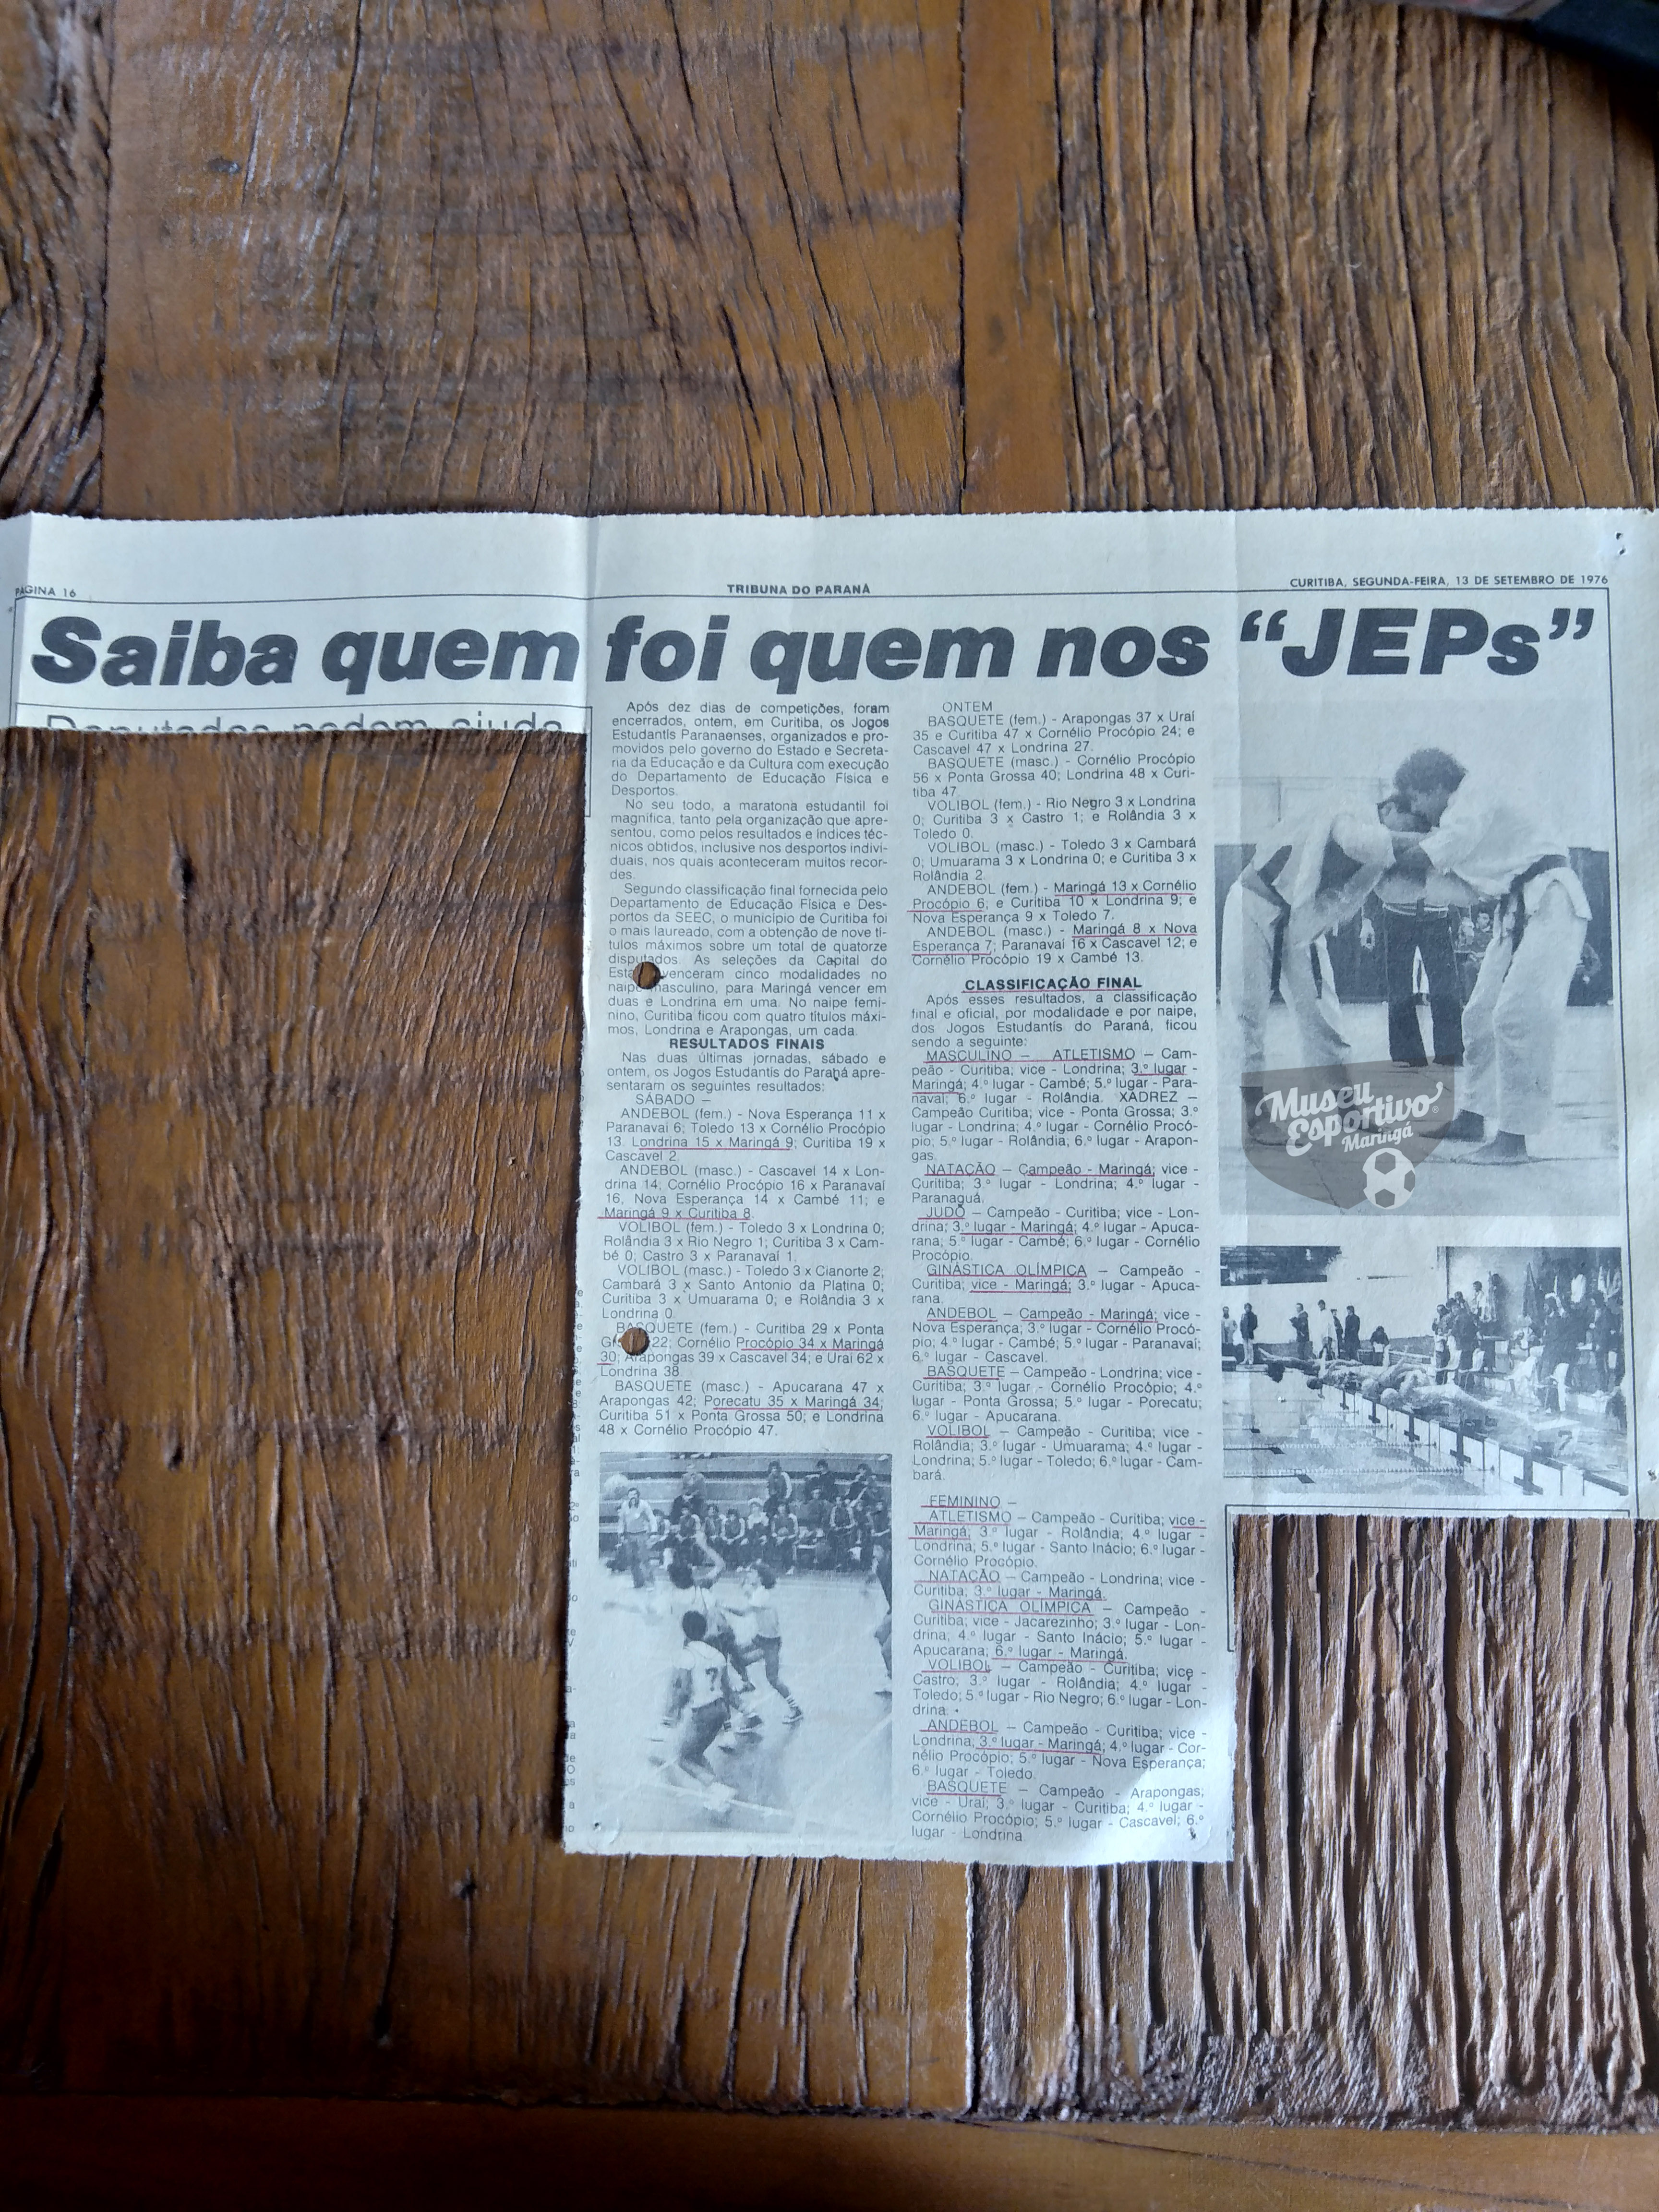 PÁGINA 16
TRIBUNA DO PARANÁ
CURITIBA, SEGUNDA-FEIRA, 13 DE SETEMBRO DE 1976
Saiba quem foi quem nos “JEPs”
Deputados podem ajuda
Após dez dias de competições, foram
encerrados, ontem, em Curitiba, os Jogos
Estudantis Paranaenses, organizados e pro-
movidos pelo governo do Estado e Secreta-
ria da Educação e da Cultura com execução
do Departamento de Educação Física e
Desportos.
No seu todo, a maratona estudantil foi
magnífica, tanto pela organização que apre-
sentou, como pelos resultados e índices téc-
nicos obtidos, inclusive nos desportos indivi-
duais, nos quais aconteceram muitos recor-
des.
Segundo classificação final fornecida pelo
Departamento de Educação Física e Des-
portos da SEEC, o município de Curitiba foi
o mais laureado, com a obtenção de nove tí-
tulos máximos sobre um total de quatorze
disputados. As seleções da Capital do
Esta venceram cinco modalidades no
naipe masculino, para Maringá vencer em
duas e Londrina em uma. No naipe femi-
nino, Curitiba ficou com quatro títulos máxi-
mos, Londrina e Arapongas, um cada.
RESULTADOS FINAIS
Nas duas últimas jornadas, sábado e
ontem, os Jogos Estudantis do Paraná apre-
sentaram os seguintes resultados:
SÁBADO —
ANDEBOL (fem.) - Nova Esperança 11 x
Paranavaí 6; Toledo 13 x Cornélio Procópio
13. Londrina 15 x Maringá 9; Curitiba 19 x
Cascavel 2.
ANDEBOL (masc.) - Cascavel 14 x Lon-
drina 14; Cornélio Procópio 16 x Paranavaí
16, Nova Esperança 14 x Cambé 11; e
Maringá 9 x Curitiba 8.
VOLIBOL (fem.) - Toledo 3 x Londrina 0;
Rolândia 3 x Rio Negro 1; Curitiba 3 x Cam-
bé 0; Castro 3 x Paranavaí 1.
VOLIBOL (masc.) - Toledo 3 x Cianorte 2;
Cambará 3 x Santo Antonio da Platina 0;
Curitiba 3 x Umuarama 0; e Rolândia 3 x
Londrina 0.
BASQUETE (fem.) - Curitiba 29 x Ponta
22; Cornélio Procópio 34 x Maringá
30; Arapongas 39 x Cascavel 34; e Uraí 62 x
Londrina 38.
BASQUETE (masc.) - Apucarana 47 x
Arapongas 42; Porecatu 35 x Maringá 34;
Curitiba 51 x Ponta Grossa 50; e Londrina
48 x Cornélio Procópio 47.
ONTEM
BASQUETE (fem.) - Arapongas 37 x Uraí
35 e Curitiba 47 x Cornélio Procópio 24; e
Cascavel 47 x Londrina 27.
BASQUETE (masc.) - Cornélio Procópio
56 x Ponta Grossa 40; Londrina 48 x Curi-
tiba 47.
VOLIBOL (fem.) - Rio Negro 3 x Londrina
0; Curitiba 3 x Castro 1; e Rolândia 3 x
Toledo 0.
VOLIBOL (masc.) - Toledo 3 x Cambará
0; Umuarama 3 x Londrina 0; e Curitiba 3 x
Rolândia 2.
ANDEBOL (fem.) - Maringá 13 x Cornélio
Procópio 6; e Curitiba 10 x Londrina 9; e
Nova Esperança 9 x Toledo 7.
ANDEBOL (masc.) - Maringá 8 x Nova
Esperança 7; Paranavaí 16 x Cascavel 12; e
Cornélio Procópio 19 x Cambé 13.
CLASSIFICAÇÃO FINAL
Após esses resultados, a classificação
final e oficial, por modalidade e por naipe,
dos Jogos Estudantis do Paraná, ficou
sendo a seguinte:
MASCULINO — ATLETISMO — Cam-
peão - Curitiba; vice - Londrina; 3.º lugar -
Maringá; 4.º lugar - Cambé; 5.º lugar - Para-
navaí; 6.º lugar - Rolândia. XADREZ —
Campeão Curitiba; vice - Ponta Grossa; 3.º
lugar - Londrina; 4.º lugar - Cornélio Procó-
pio; 5.º lugar - Rolândia; 6.º lugar - Arapon-
gas.
NATAÇÃO — Campeão - Maringá; vice -
Curitiba; 3.º lugar - Londrina; 4.º lugar -
Paranaguá.
JUDÔ — Campeão - Curitiba; vice - Lon-
drina; 3.º lugar - Maringá; 4.º lugar - Apuca-
rana; 5.º lugar - Cambé; 6.º lugar - Cornélio
Procópio.
GINÁSTICA OLÍMPICA — Campeão -
Curitiba; vice - Maringá; 3.º lugar - Apuca-
rana.
ANDEBOL — Campeão - Maringá; vice -
Nova Esperança; 3.º lugar - Cornélio Procó-
pio; 4.º lugar - Cambé; 5.º lugar - Paranavaí;
6.º lugar - Cascavel.
BASQUETE — Campeão - Londrina; vice -
Curitiba; 3.º lugar - Cornélio Procópio; 4.º
lugar - Ponta Grossa; 5.º lugar - Porecatu;
6.º lugar - Apucarana.
VOLIBOL — Campeão - Curitiba; vice -
Rolândia; 3.º lugar - Umuarama; 4.º lugar -
Londrina; 5.º lugar - Toledo; 6.º lugar - Cam-
bará.
FEMININO —
ATLETISMO — Campeão - Curitiba; vice -
Maringá; 3.º lugar - Rolândia; 4.º lugar -
Londrina; 5.º lugar - Santo Inácio; 6.º lugar -
Cornélio Procópio.
NATAÇÃO — Campeão - Londrina; vice -
Curitiba; 3.º lugar - Maringá.
GINÁSTICA OLÍMPICA — Campeão -
Curitiba; vice - Jacarezinho; 3.º lugar - Lon-
drina; 4.º lugar - Santo Inácio; 5.º lugar -
Apucarana; 6.º lugar - Maringá.
VOLIBOL — Campeão - Curitiba; vice -
Castro; 3.º lugar - Rolândia; 4.º lugar -
Toledo; 5.º lugar - Rio Negro; 6.º lugar - Lon-
drina.
ANDEBOL — Campeão - Curitiba; vice -
Londrina; 3.º lugar - Maringá; 4.º lugar - Cor-
nélio Procópio; 5.º lugar - Nova Esperança;
6.º lugar - Toledo.
BASQUETE — Campeão - Arapongas;
vice - Uraí; 3.º lugar - Curitiba; 4.º lugar -
Cornélio Procópio; 5.º lugar - Cascavel; 6.º
lugar - Londrina.
7
Museu
Esportivo®
Maringá